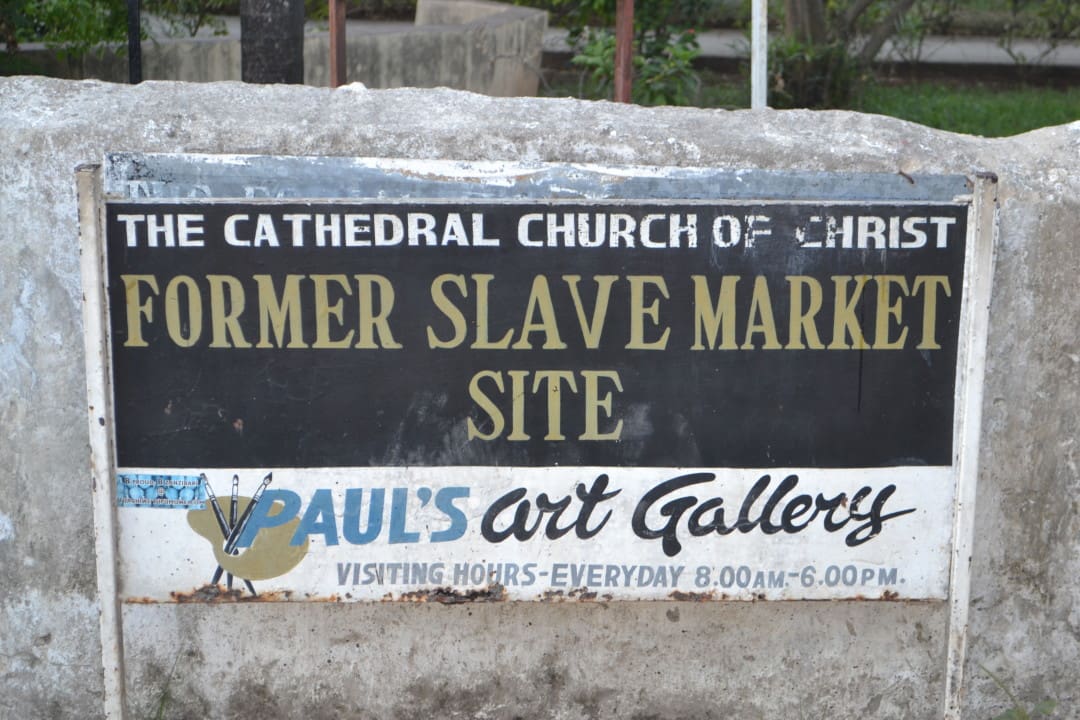 THE CATHEDRAL CHURCH OF CHRIST
FORMER SLAVE MARKET
SITE
PAUL'S art Gallery
VISITING HOURS-EVERYDAY 8.00AM.-6.00PM.